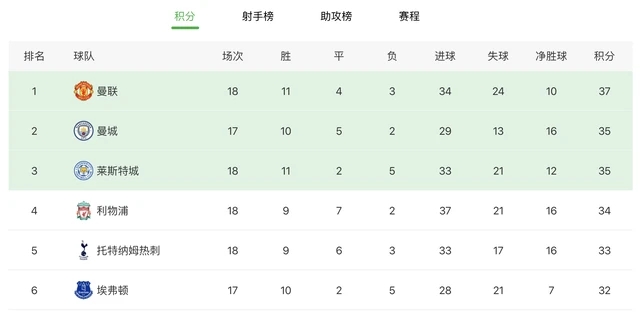 积分 射手榜 助攻榜 赛程
排名 球队 场次 胜 平 负 进球 失球 净胜球 积分
1 曼联 18 11 4 3 34 24 10 37
2 曼城 17 10 5 2 29 13 16 35
3 莱斯特城 18 11 2 5 33 21 12 35
4 利物浦 18 9 7 2 37 21 16 34
5 托特纳姆热刺 18 9 6 3 33 17 16 33
6 埃弗顿 17 10 2 5 28 21 7 32